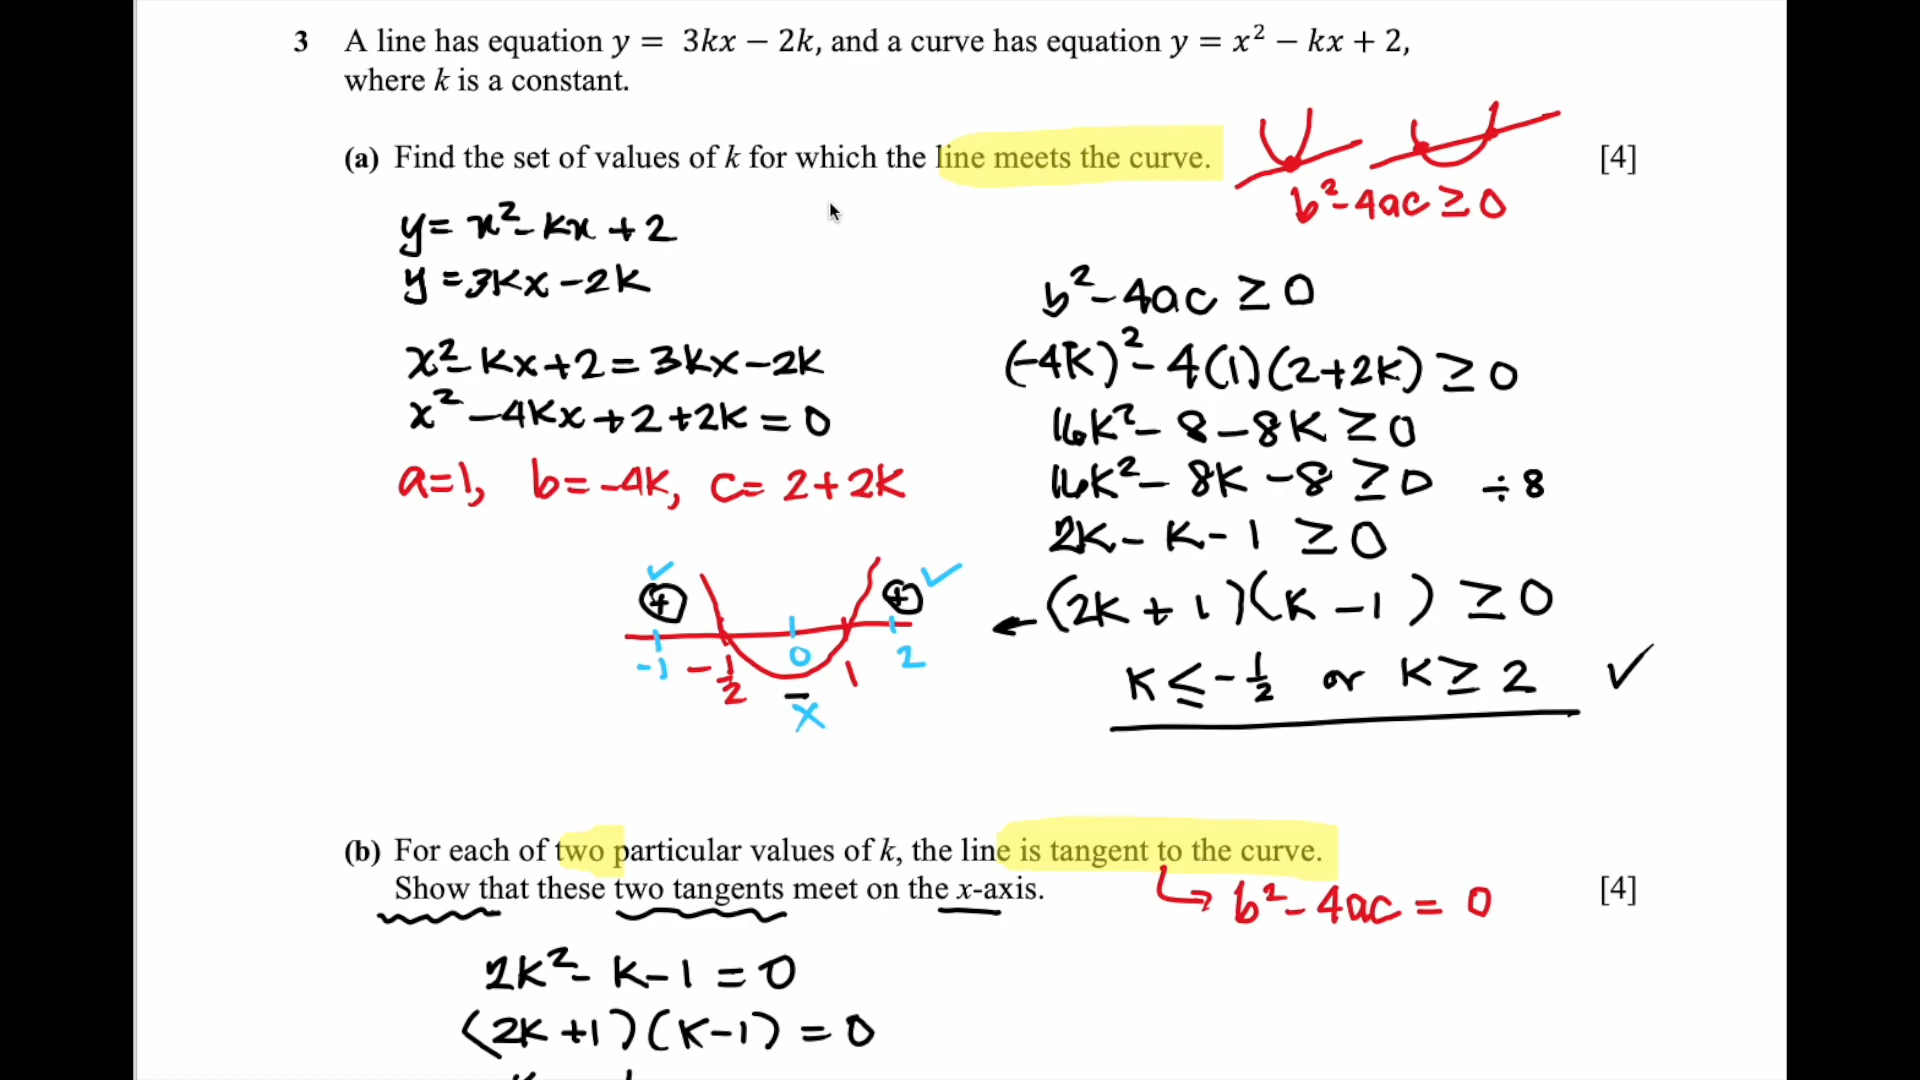 3 A line has equation y = 3kx − 2k, and a curve has equation y = x² − kx + 2,
where k is a constant.
(a) Find the set of values of k for which the line meets the curve. [4]
b² - 4ac ≥ 0
y = x² - kx + 2
y = 3kx - 2k
x² - kx + 2 = 3kx - 2k
x² - 4kx + 2 + 2k = 0
a=1, b= -4k, c= 2+2k
b² - 4ac ≥ 0
(-4k)² - 4(1)(2+2k) ≥ 0
16k² - 8 - 8k ≥ 0
16k² - 8k - 8 ≥ 0 ÷ 8
2k - k - 1 ≥ 0
← (2k + 1)(k - 1) ≥ 0
k ≤ - 1/2 or k ≥ 2 ✓
✓ + + ✓
-1 - 1/2 0 1 2
-
x
(b) For each of two particular values of k, the line is tangent to the curve.
Show that these two tangents meet on the x-axis. [4]
↳ b² - 4ac = 0
2k² - k - 1 = 0
(2k + 1)(k - 1) = 0